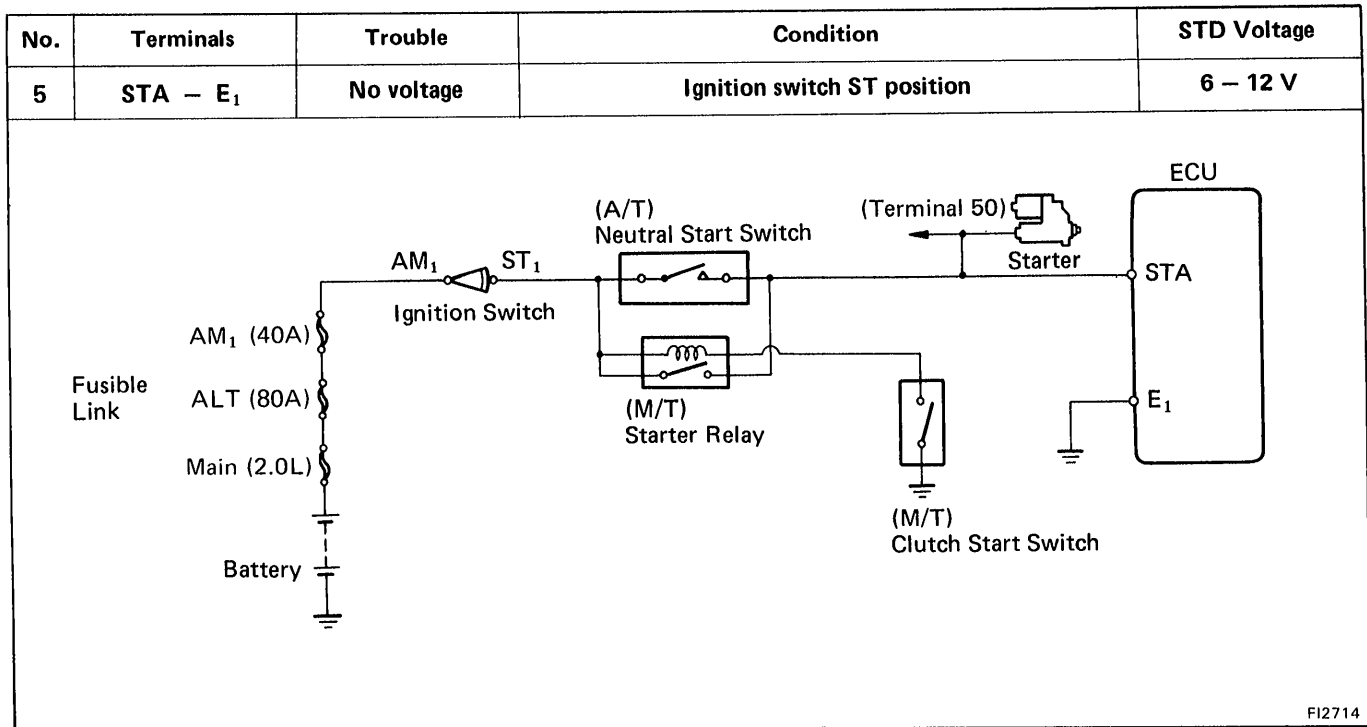 No. Terminals Trouble Condition STD Voltage
5 STA – E₁ No voltage Ignition switch ST position 6 – 12 V
ECU
(A/T)
Neutral Start Switch
(Terminal 50)
Starter
AM₁ ST₁
Ignition Switch
STA
AM₁ (40A)
Fusible
Link
ALT (80A)
Main (2.0L)
(M/T)
Starter Relay
E₁
(M/T)
Clutch Start Switch
Battery
FI2714